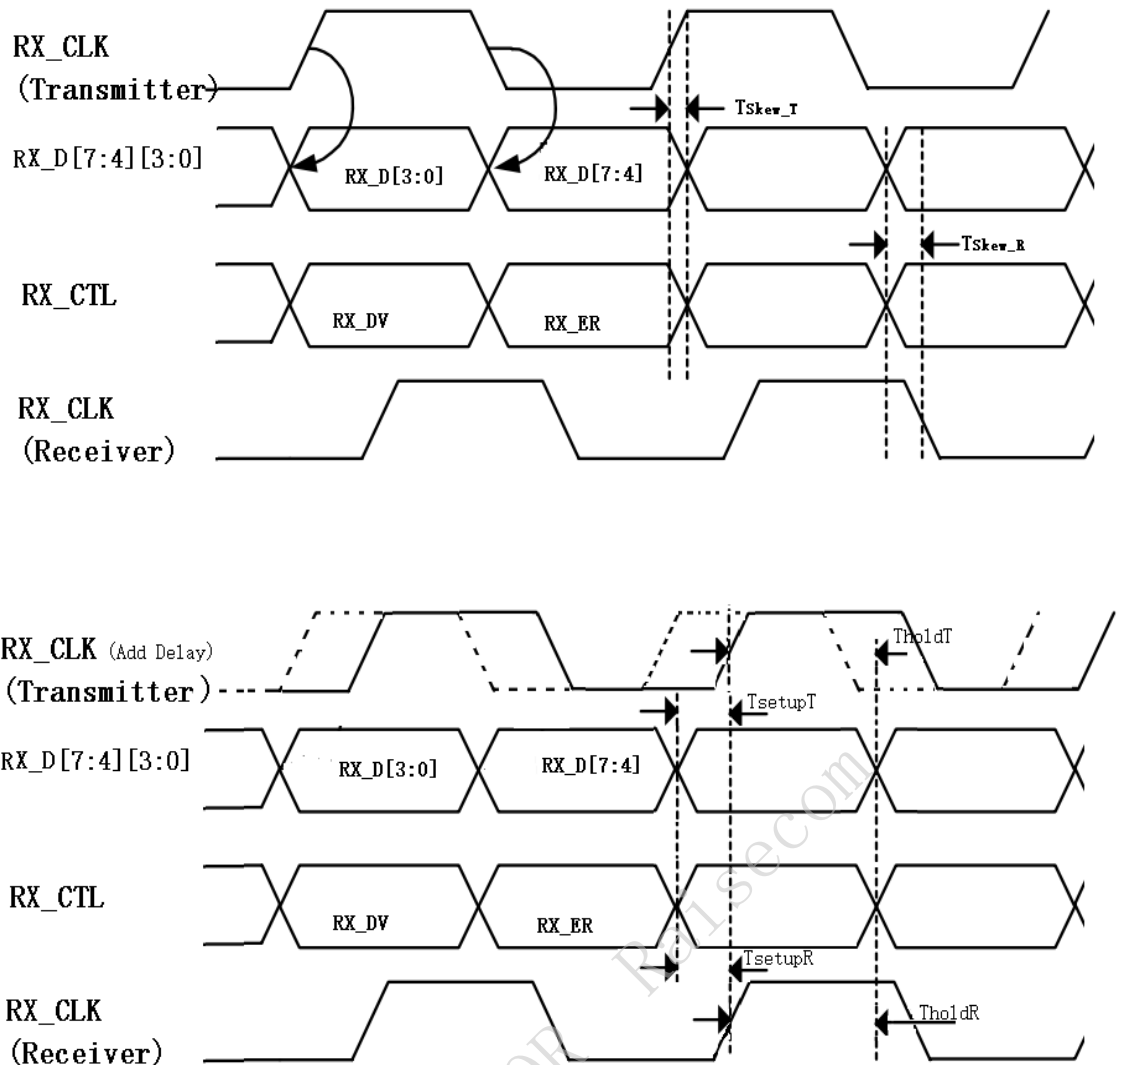 RX_CLK
(Transmitter)
TSkew_T
RX_D[7:4][3:0]
RX_D[3:0]
RX_D[7:4]
TSkew_R
RX_CTL
RX_DV
RX_ER
RX_CLK
(Receiver)
RX_CLK (Add Delay)
(Transmitter)
TholdT
TsetupT
RX_D[7:4][3:0]
RX_D[3:0]
RX_D[7:4]
RX_CTL
RX_DV
RX_ER
Raisecom
TsetupR
RX_CLK
(Receiver)
TholdR